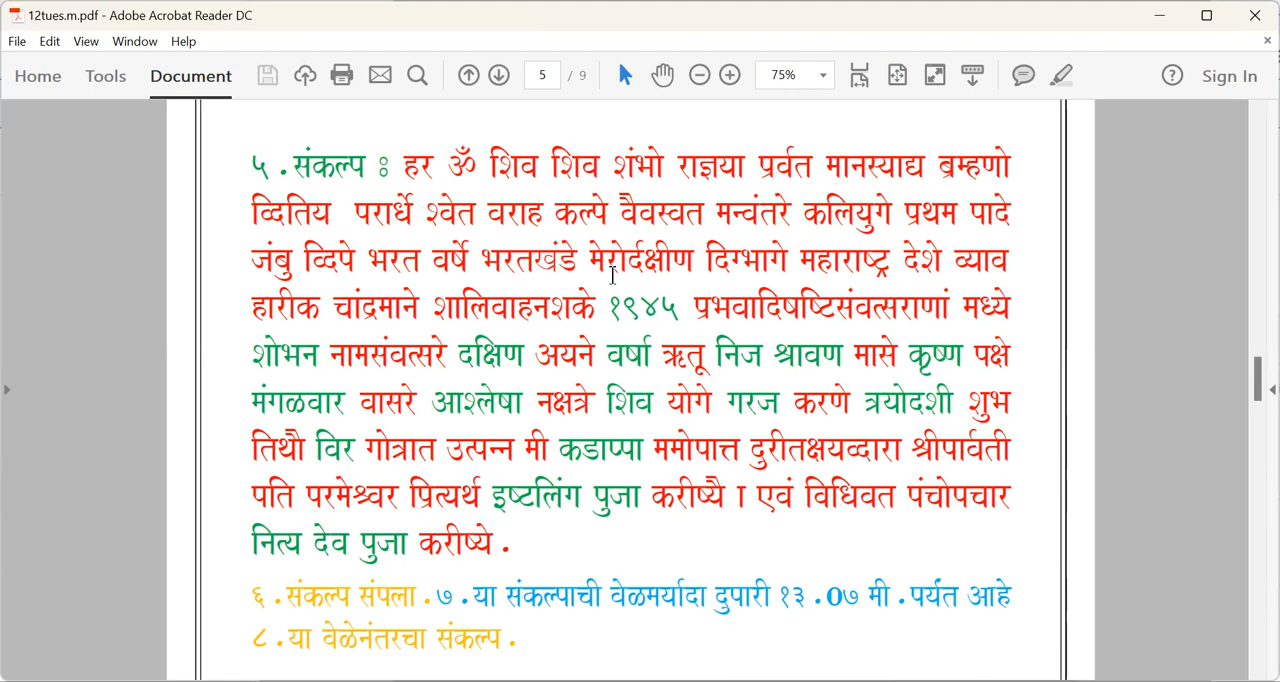 12tues.m.pdf - Adobe Acrobat Reader DC
File Edit View Window Help
Home Tools Document 5 / 9 75% Sign In
५ .संकल्प : हर ॐ शिव शिव शंभो राज्ञया प्रर्वत मानस्याद्य ब्रम्हणो
व्दितिय परार्धे श्वेत वराह कल्पे वैवस्वत मन्वंतरे कलियुगे प्रथम पादे
जंबु व्दिपे भरत वर्षे भरतखंडे मेरोर्दक्षीण दिग्भागे महाराष्ट्र देशे व्याव
हारीक चांद्रमाने शालिवाहनशके १९४५ प्रभवादिषष्टिसंवत्सराणां मध्ये
शोभन नामसंवत्सरे दक्षिण अयने वर्षा ऋतू निज श्रावण मासे कृष्ण पक्षे
मंगळवार वासरे आश्लेषा नक्षत्रे शिव योगे गरज करणे त्रयोदशी शुभ
तिथौ विर गोत्रात उत्पन्न मी कडाप्पा ममोपात्त दुरीतक्षयव्दारा श्रीपार्वती
पति परमेश्वर प्रित्यर्थ इष्टलिंग पुजा करीष्यै । एवं विधिवत पंचोपचार
नित्य देव पुजा करीष्ये .
६ .संकल्प संपला .७ .या संकल्पाची वेळमर्यादा दुपारी १३ .0७ मी .पर्यंत आहे
८ .या वेळेनंतरचा संकल्प .